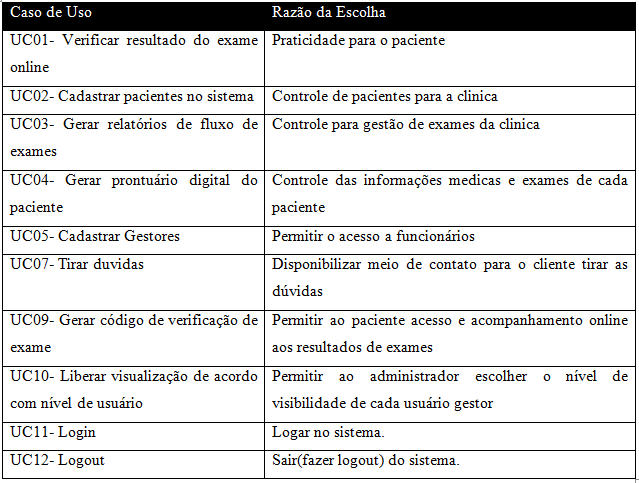 Caso de Uso
Razão da Escolha
UC01- Verificar resultado do exame
online
Praticidade para o paciente
UC02- Cadastrar pacientes no sistema
Controle de pacientes para a clinica
UC03- Gerar relatórios de fluxo de
exames
Controle para gestão de exames da clinica
UC04- Gerar prontuário digital do
paciente
Controle das informações medicas e exames de cada
paciente
UC05- Cadastrar Gestores
Permitir o acesso a funcionários
UC07- Tirar duvidas
Disponibilizar meio de contato para o cliente tirar as
dúvidas
UC09- Gerar código de verificação de
exame
Permitir ao paciente acesso e acompanhamento online
aos resultados de exames
UC10- Liberar visualização de acordo
com nível de usuário
Permitir ao administrador escolher o nível de
visibilidade de cada usuário gestor
UC11- Login
Logar no sistema.
UC12- Logout
Sair(fazer logout) do sistema.